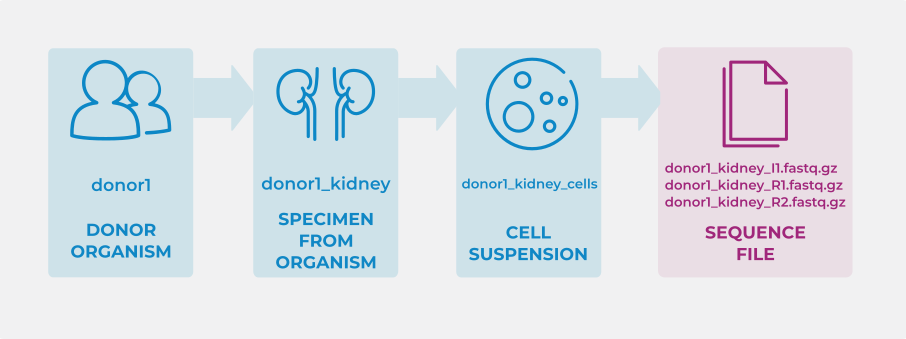 donor1
DONOR
ORGANISM
donor1_kidney
SPECIMEN
FROM
ORGANISM
donor1_kidney_cells
CELL
SUSPENSION
donor1_kidney_I1.fastq.gz
donor1_kidney_R1.fastq.gz
donor1_kidney_R2.fastq.gz
SEQUENCE
FILE